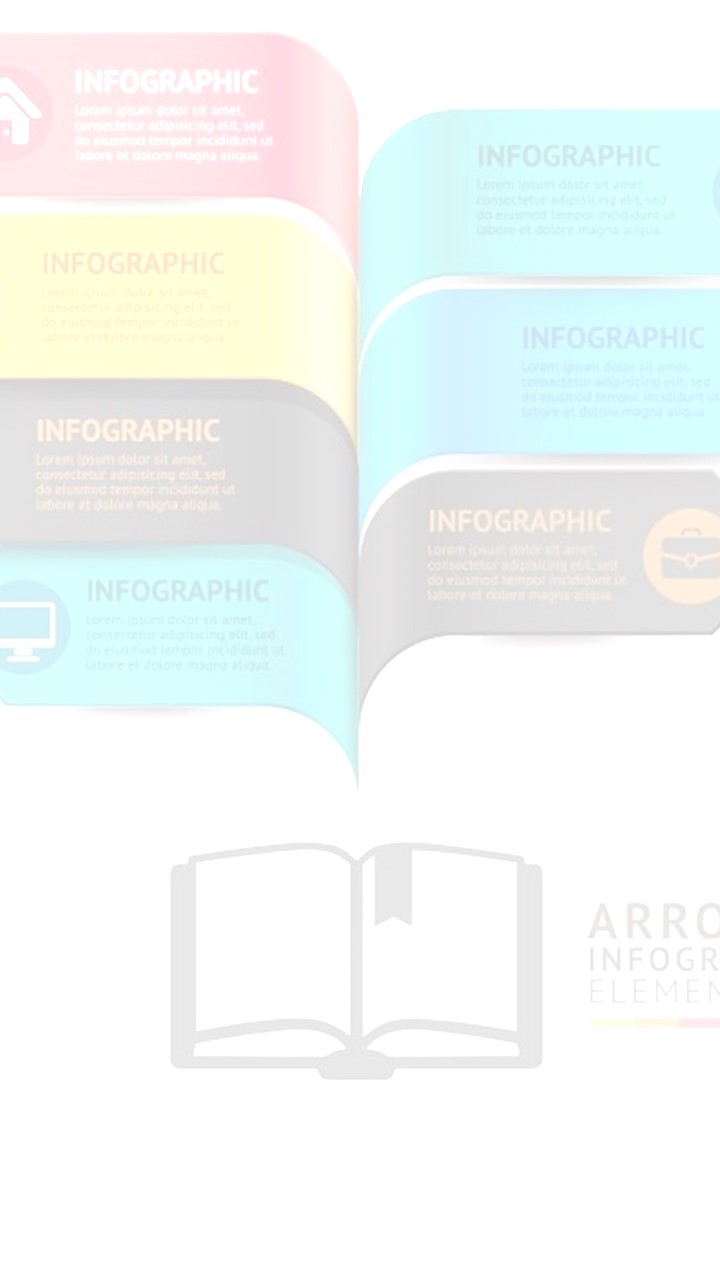 INFOGRAPHIC
Lorem ipsum dolor sit amet,
consectetur adipisicing elit, sed
do eiusmod tempor incididunt ut
labore et dolore magna aliqua.
INFOGRAPHIC
Lorem ipsum dolor sit amet,
consectetur adipisicing elit, sed
do eiusmod tempor incididunt ut
labore et dolore magna aliqua.
INFOGRAPHIC
Lorem ipsum dolor sit amet,
consectetur adipisicing elit, sed
do eiusmod tempor incididunt ut
labore et dolore magna aliqua.
INFOGRAPHIC
Lorem ipsum dolor sit amet,
consectetur adipisicing elit, sed
do eiusmod tempor incididunt ut
labore et dolore magna aliqua.
INFOGRAPHIC
Lorem ipsum dolor sit amet,
consectetur adipisicing elit, sed
do eiusmod tempor incididunt ut
labore et dolore magna aliqua.
INFOGRAPHIC
Lorem ipsum dolor sit amet,
consectetur adipisicing elit, sed
do eiusmod tempor incididunt ut
labore et dolore magna aliqua.
INFOGRAPHIC
Lorem ipsum dolor sit amet,
consectetur adipisicing elit, sed
do eiusmod tempor incididunt ut
labore et dolore magna aliqua.
ARRO
INFOGR
ELEMEN